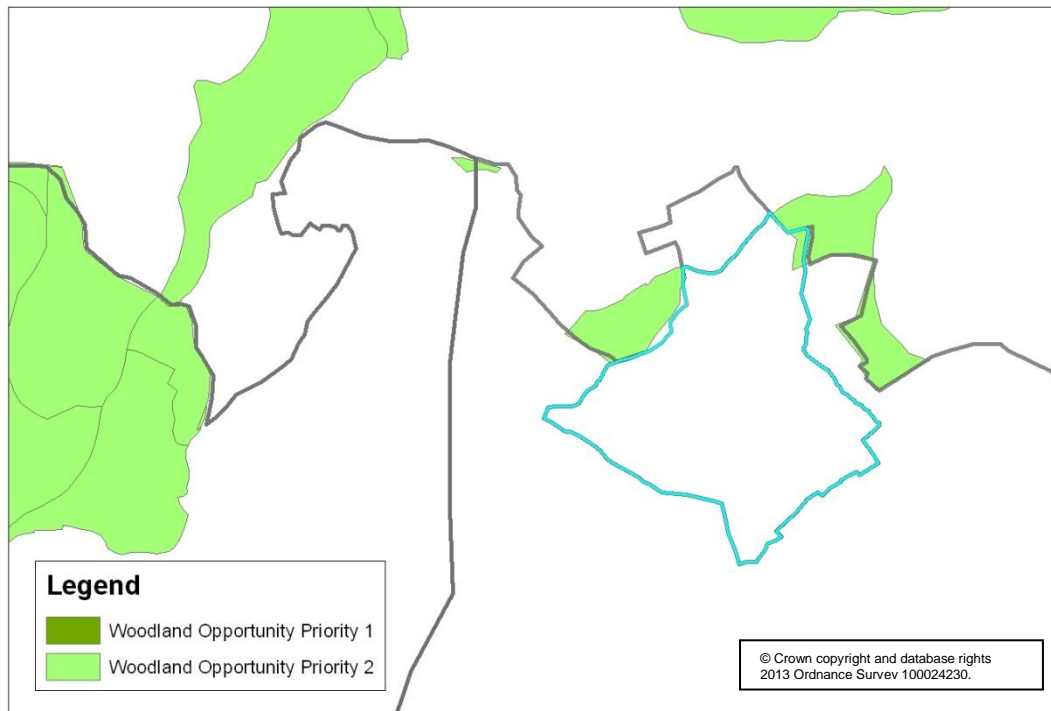 Legend
Woodland Opportunity Priority 1
Woodland Opportunity Priority 2
© Crown copyright and database rights
2013 Ordnance Survey 100024230.